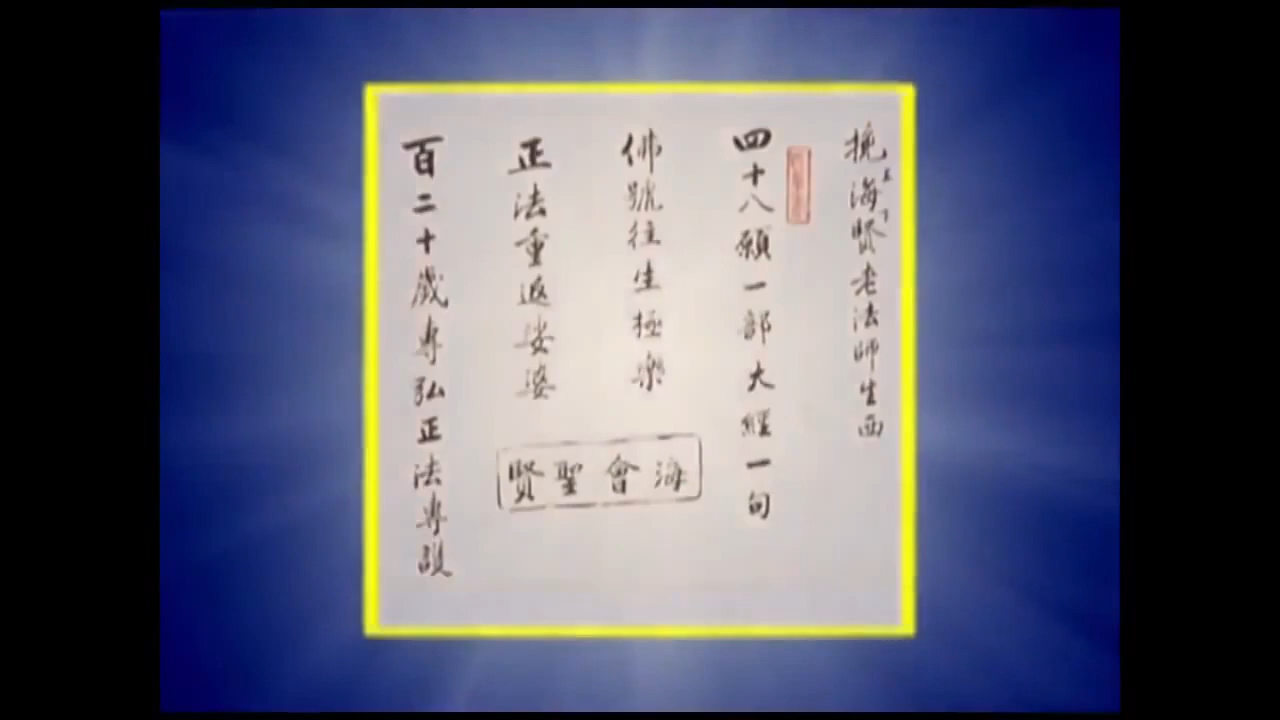 挽上海下賢老法師生西
四十八願一部大經一句
佛號往生極樂
正法重返娑婆
百二十歲專弘正法專
海會聖賢